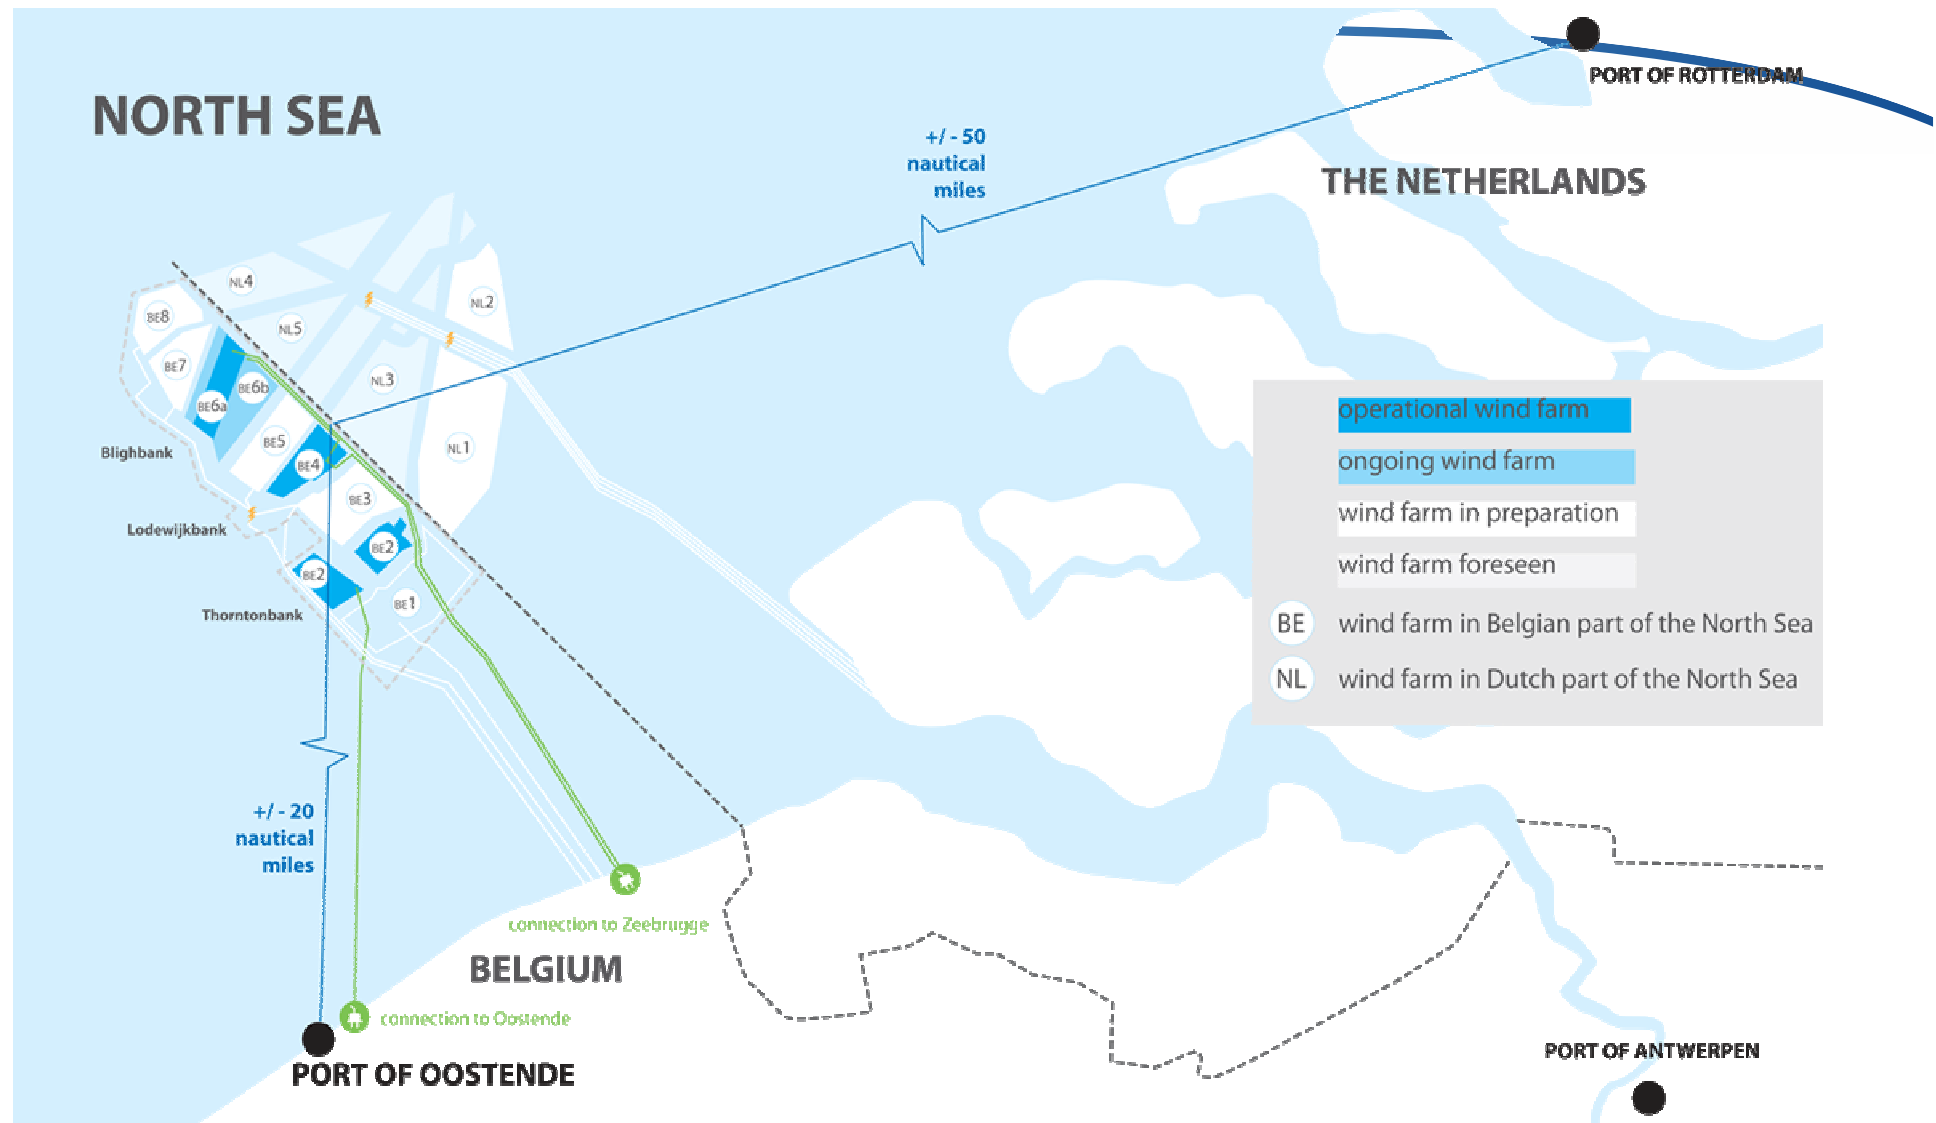 PORT OF ROTTERDAM
NORTH SEA
+/- 50
nautical
miles
THE NETHERLANDS
NL4
NL2
BE8
NL5
BE7
NL3
BE6b
BE6a
operational wind farm
BE5
NL1
Blighbank
BE4
ongoing wind farm
BE3
wind farm in preparation
Lodewijkbank
BE2
wind farm foreseen
BE2
BE1
Thorntonbank
BE wind farm in Belgian part of the North Sea
NL wind farm in Dutch part of the North Sea
+/- 20
nautical
miles
connection to Zeebrugge
BELGIUM
connection to Oostende
PORT OF OOSTENDE
PORT OF ANTWERPEN